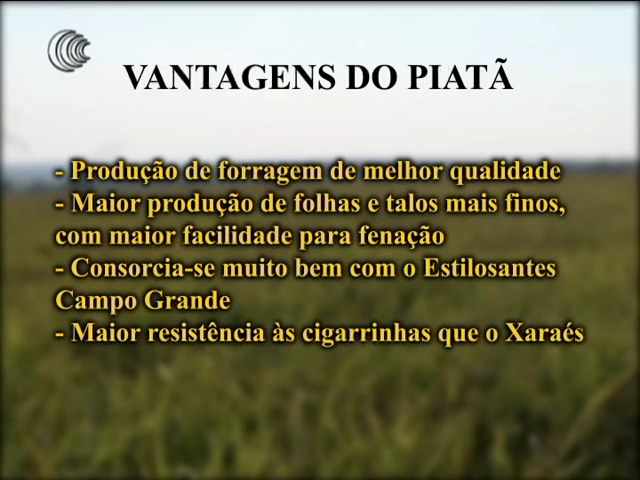 VANTAGENS DO PIATÃ
- Produção de forragem de melhor qualidade
- Maior produção de folhas e talos mais finos,
com maior facilidade para fenação
- Consorcia-se muito bem com o Estilosantes
Campo Grande
- Maior resistência às cigarrinhas que o Xaraés